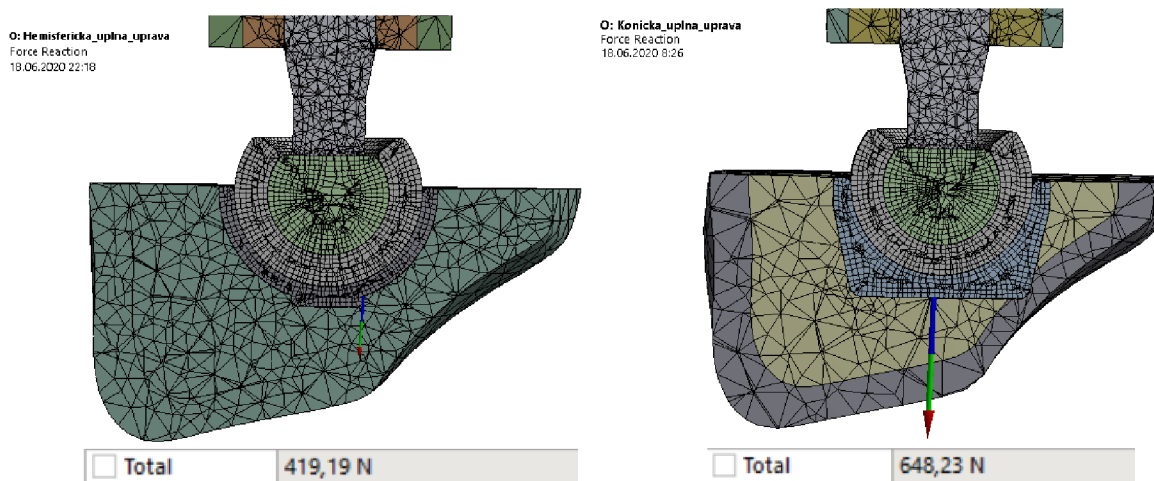 O: Hemisfericka_uplna_uprava
Force Reaction
18.06.2020 22:18
Total 419,19 N
O: Konicka_uplna_uprava
Force Reaction
18.06.2020 8:26
Total 648,23 N